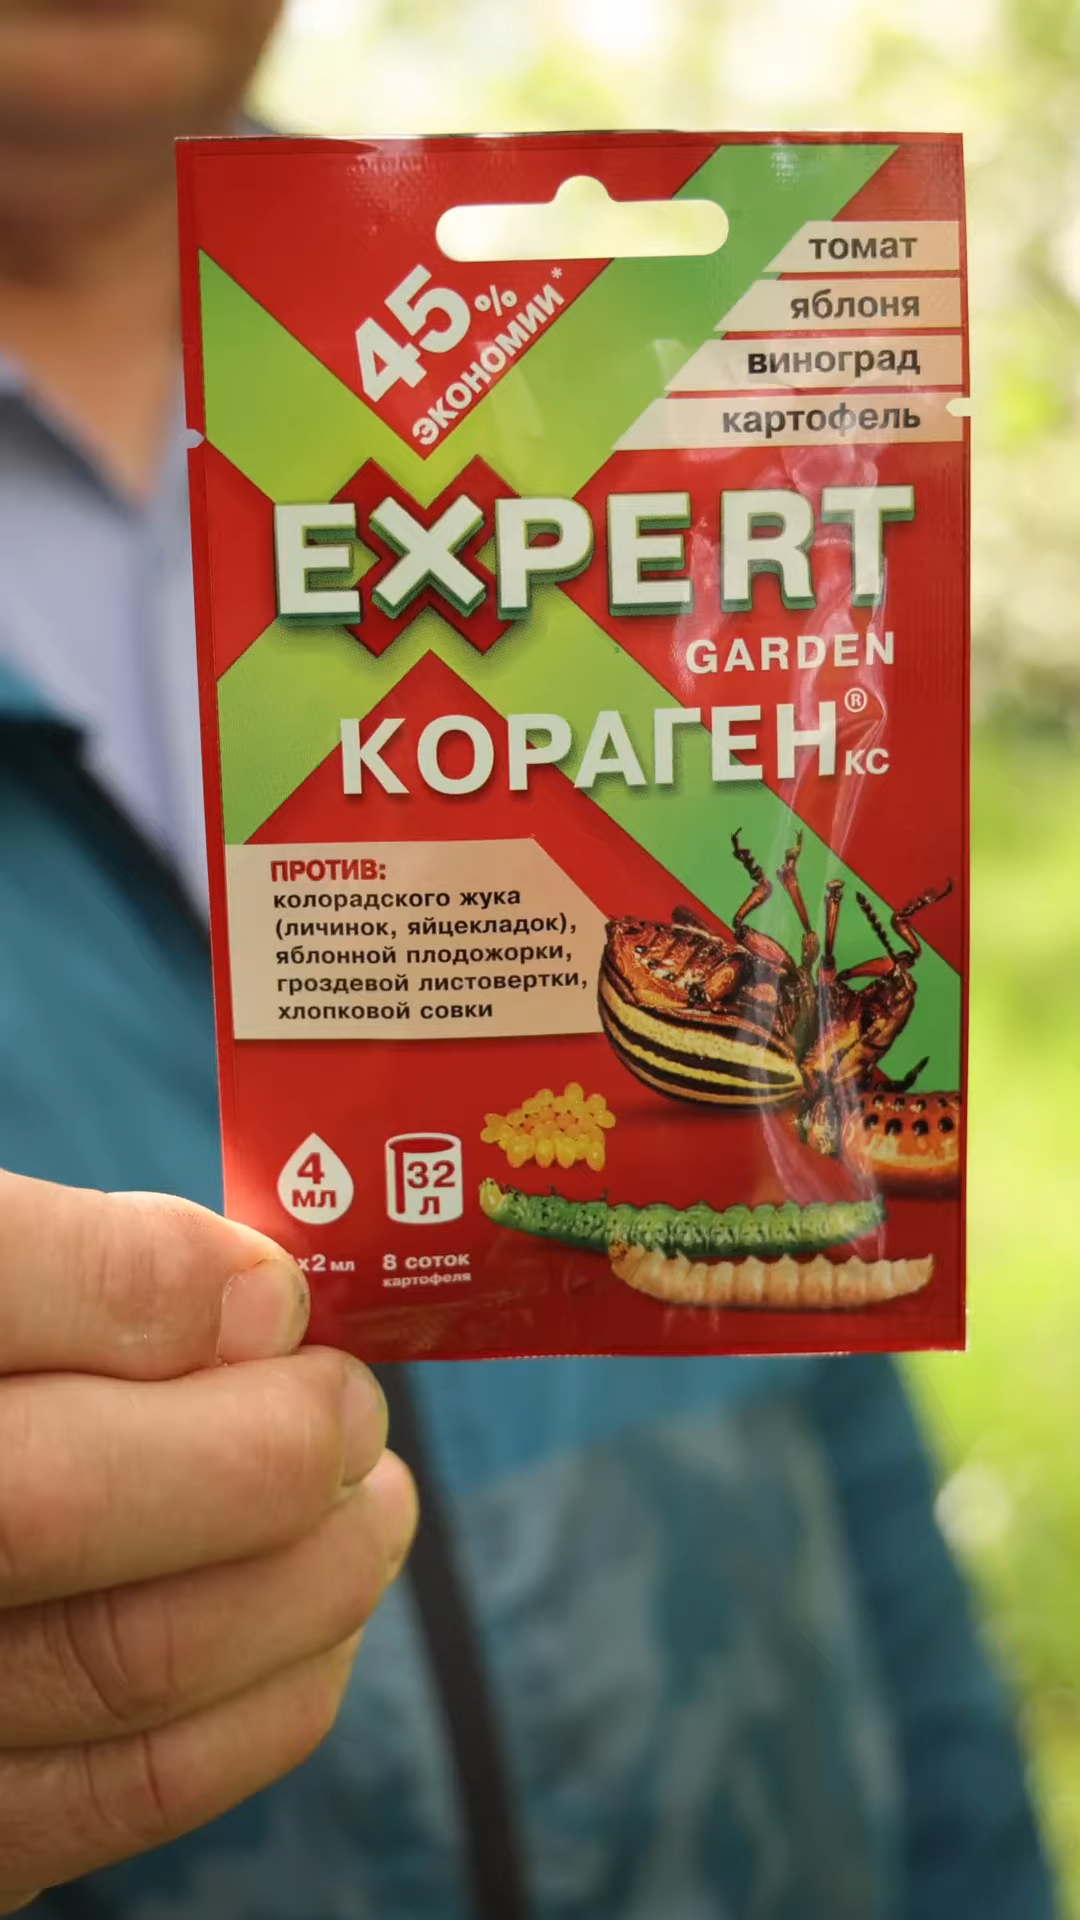 45%
ЭКОНОМИИ*
томат
яблоня
виноград
картофель
EXPERT
GARDEN
КОРАГЕН®КС
ПРОТИВ:
колорадского жука
(личинок, яйцекладок),
яблонной плодожорки,
гроздевой листовертки,
хлопковой совки
4
мл
32
л
x2 мл
8 соток
картофеля